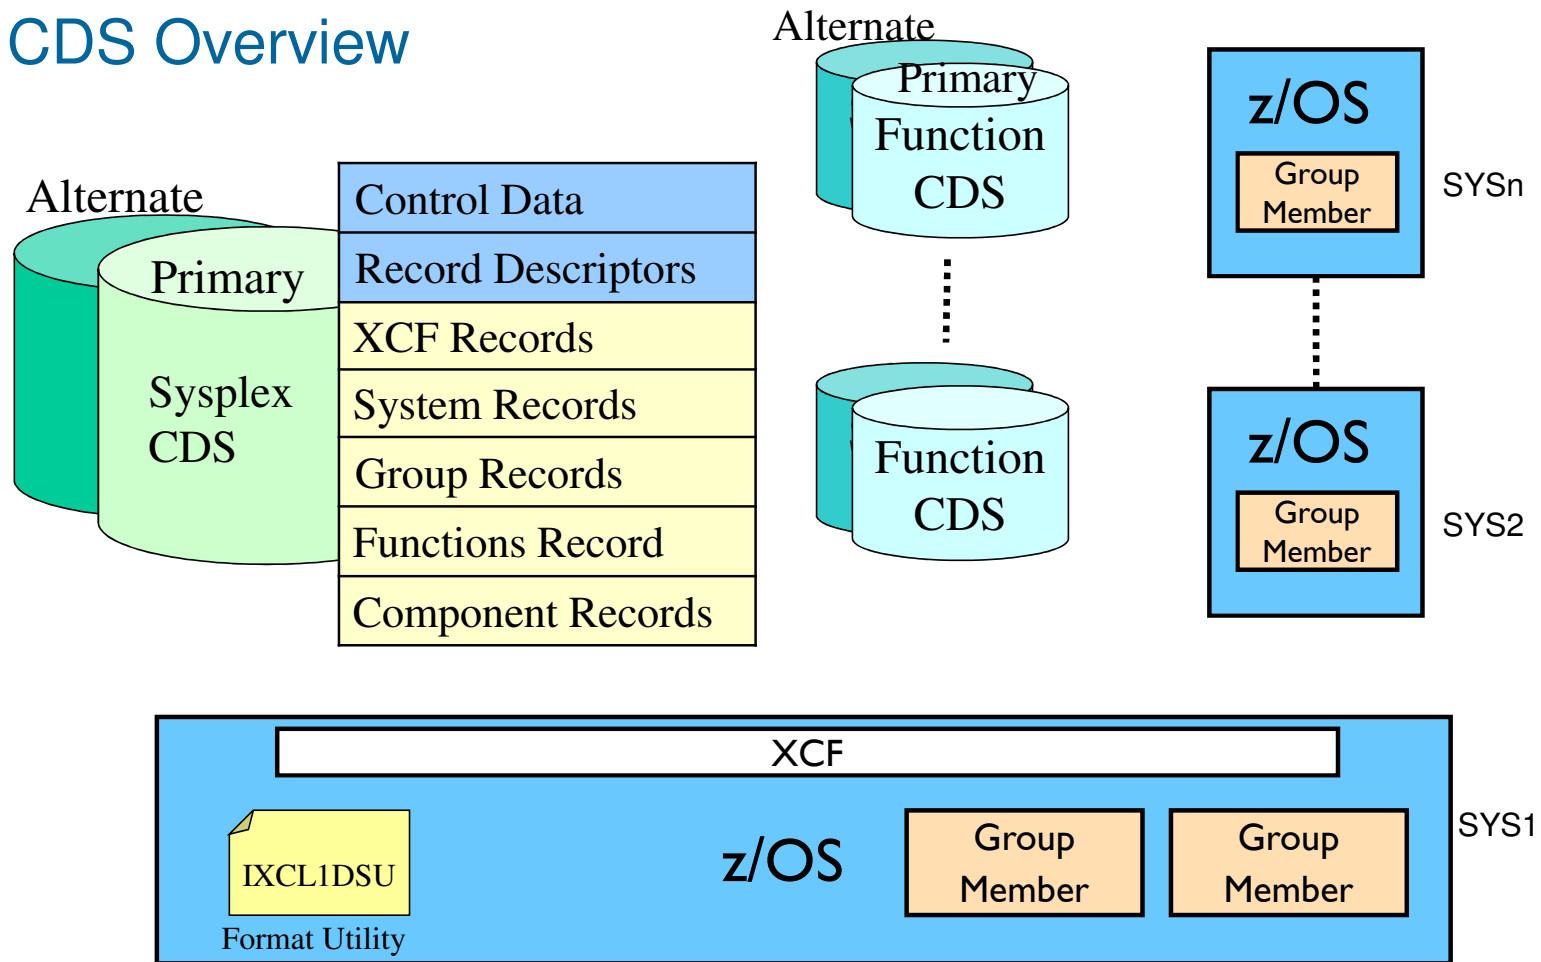 CDS Overview
Alternate
Primary
Sysplex
CDS
Control Data
Record Descriptors
XCF Records
System Records
Group Records
Functions Record
Component Records
Alternate
Primary
Function
CDS
Function
CDS
z/OS
Group
Member
SYSn
z/OS
Group
Member
SYS2
XCF
IXCL1DSU
Format Utility
z/OS
Group
Member
Group
Member
SYS1